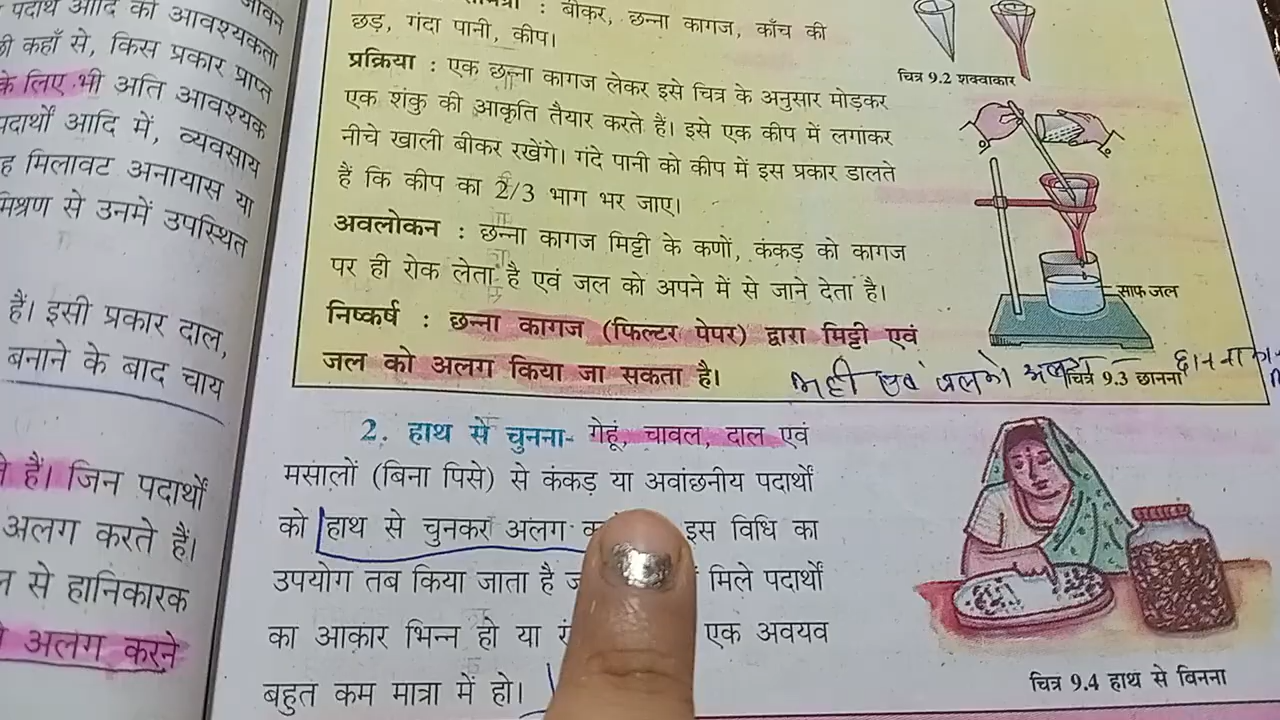 पदार्थ आदि की आवश्यकता
कहाँ से, किस प्रकार प्राप्त
के लिए भी अति आवश्यक
पदार्थों आदि में, व्यवसाय
मिलावट अनायास या
मिश्रण से उनमें उपस्थित
हैं। इसी प्रकार दाल,
बनाने के बाद चाय
हैं। जिन पदार्थों
अलग करते हैं।
से हानिकारक
अलग करने
: बीकर, छन्ना कागज, काँच की
छड़, गंदा पानी, कीप।
प्रक्रिया : एक छन्ना कागज लेकर इसे चित्र के अनुसार मोड़कर
एक शंकु की आकृति तैयार करते हैं। इसे एक कीप में लगाकर
नीचे खाली बीकर रखेंगे। गंदे पानी को कीप में इस प्रकार डालते
हैं कि कीप का 2/3 भाग भर जाए।
अवलोकन : छन्ना कागज मिट्टी के कणों, कंकड़ को कागज
पर ही रोक लेता है एवं जल को अपने में से जाने देता है।
निष्कर्ष : छन्ना कागज (फिल्टर पेपर) द्वारा मिट्टी एवं
जल को अलग किया जा सकता है।
चित्र 9.2 शंक्वाकार
साफ जल
एवं जलको
चित्र 9.3 छानना
2. हाथ से चुनना- गेहूं, चावल, दाल एवं
मसालों (बिना पिसे) से कंकड़ या अवांछनीय पदार्थों
को हाथ से चुनकर अलग इस विधि का
उपयोग तब किया जाता है मिले पदार्थों
का आकार भिन्न हो या एक अवयव
बहुत कम मात्रा में हो।
चित्र 9.4 हाथ से बिनना